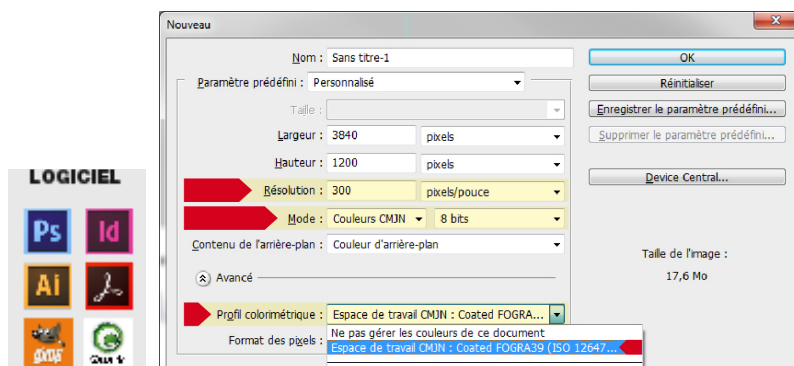 Nouveau
Nom : Sans titre-1
OK
Paramètre prédéfini : Personnalisé
Réinitialiser
Taille :
Enregistrer le paramètre prédéfini...
Largeur : 3840 pixels
Supprimer le paramètre prédéfini...
Hauteur : 1200 pixels
LOGICIEL
Device Central...
Résolution : 300 pixels/pouce
Mode : Couleurs CMJN 8 bits
Ps Id
Contenu de l'arrière-plan : Couleur d'arrière-plan
Taille de l'image :
17,6 Mo
Avancé
Ai
Profil colorimétrique : Espace de travail CMJN : Coated FOGRA...
Ne pas gérer les couleurs de ce document
Format des pixels :
Espace de travail CMJN : Coated FOGRA39 (ISO 12647...